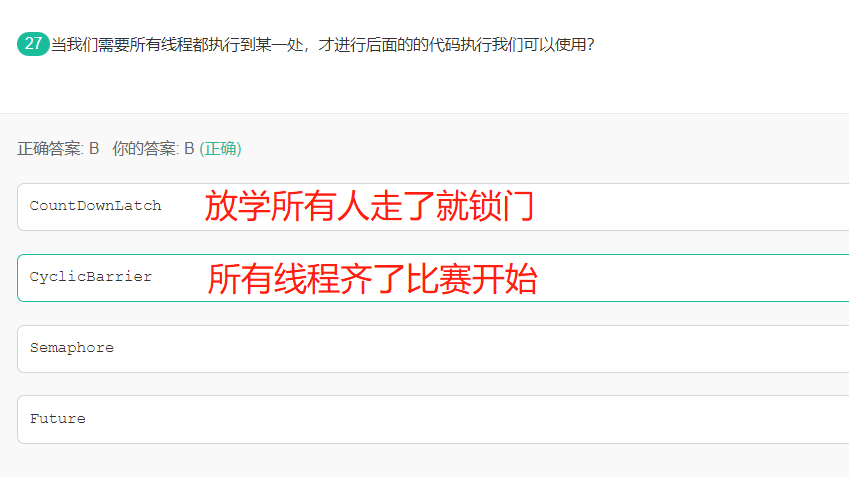 27 当我们需要所有线程都执行到某一处，才进行后面的的代码执行我们可以使用？
正确答案: B 你的答案: B (正确)
CountDownLatch 放学所有人走了就锁门
CyclicBarrier 所有线程齐了比赛开始
Semaphore
Future